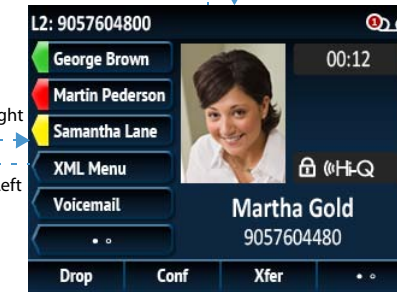 L2: 9057604800
1
George Brown
00:12
Martin Pederson
ght
Samantha Lane
XML Menu
Hi-Q
eft
Voicemail
Martha Gold
9057604480
Drop Conf Xfer